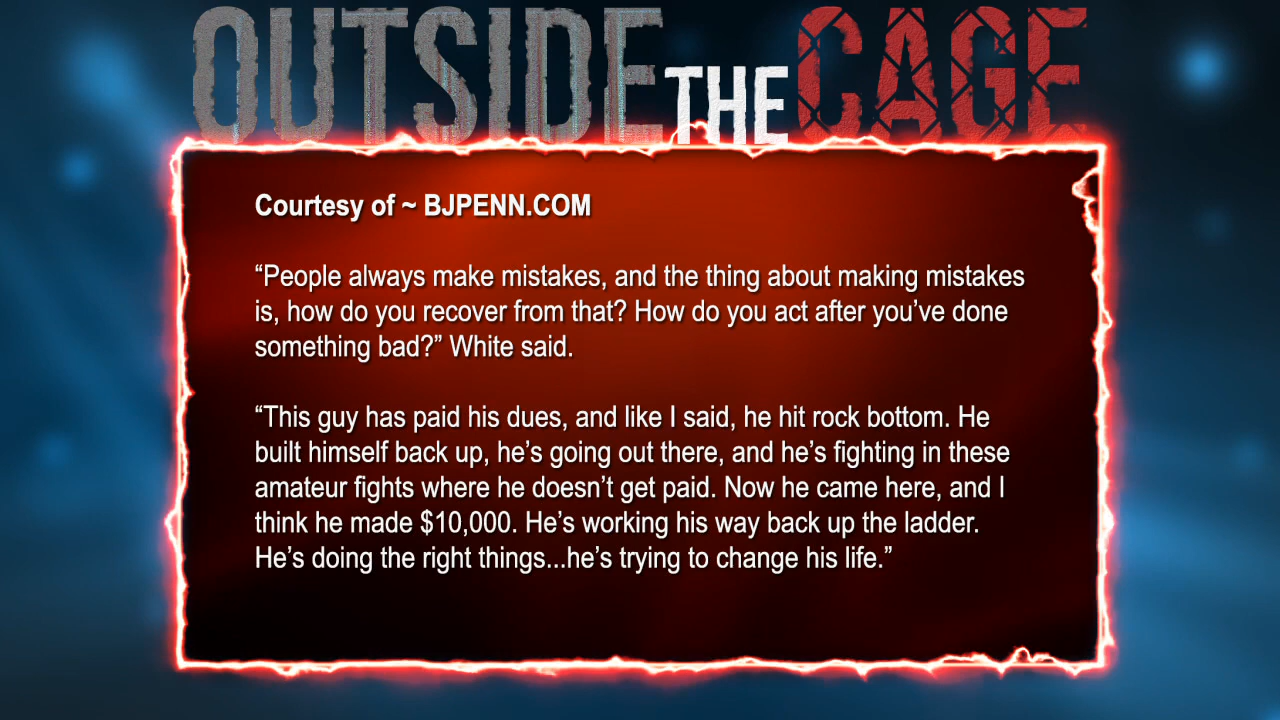 OUTSIDE THE CAGE
Courtesy of ~ BJPENN.COM
“People always make mistakes, and the thing about making mistakes
is, how do you recover from that? How do you act after you’ve done
something bad?” White said.
“This guy has paid his dues, and like I said, he hit rock bottom. He
built himself back up, he’s going out there, and he’s fighting in these
amateur fights where he doesn’t get paid. Now he came here, and I
think he made $10,000. He’s working his way back up the ladder.
He’s doing the right things...he’s trying to change his life.”